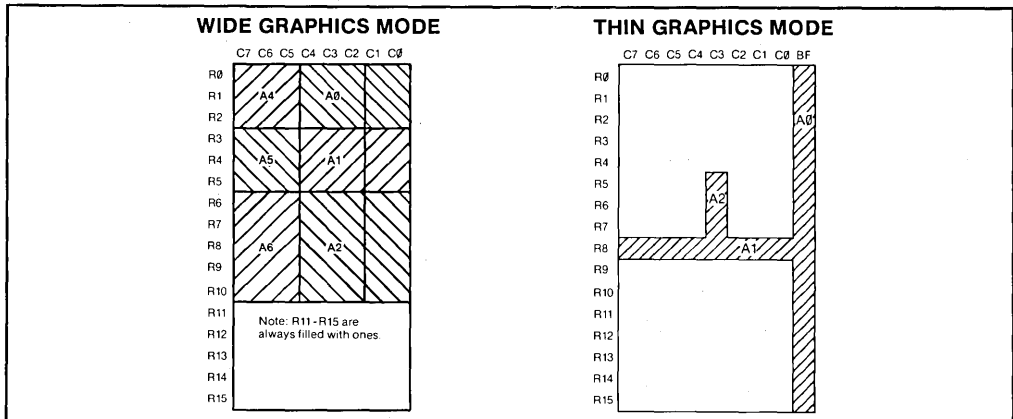 WIDE GRAPHICS MODE
C7 C6 C5 C4 C3 C2 C1 CØ
RØ
R1
R2
R3
R4
R5
R6
R7
R8
R9
R10
R11
R12
R13
R14
R15
A4
AØ
A5
A1
A6
A2
Note: R11-R15 are
always filled with ones.
THIN GRAPHICS MODE
C7 C6 C5 C4 C3 C2 C1 CØ BF
RØ
R1
R2
R3
R4
R5
R6
R7
R8
R9
R10
R11
R12
R13
R14
R15
AØ
A2
A1